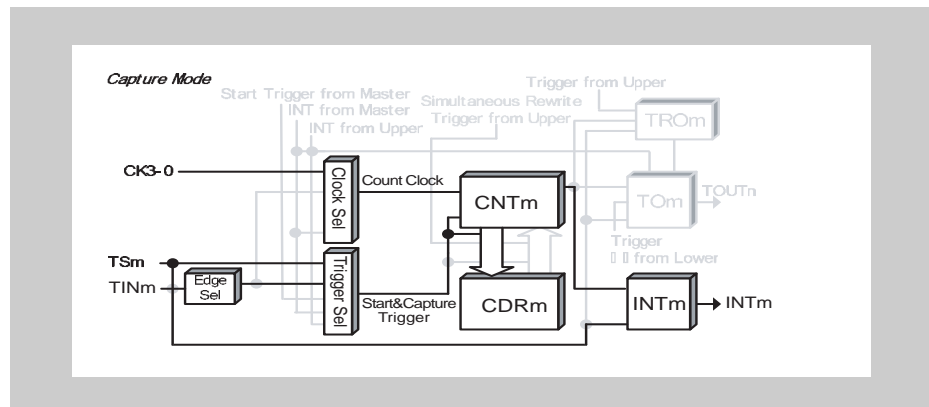 Capture Mode
Trigger from Upper
Start Trigger from Master
INT from Master
INT from Upper
Simultaneous Rewrite
Trigger from Upper
TROm
CK3-0
Clock Sel
Count Clock
CNTm
TOm
TOUTn
Trigger
from Lower
TSm
TINm
Edge
Sel
Trigger Sel
Start&Capture
Trigger
CDRm
INTm
INTm